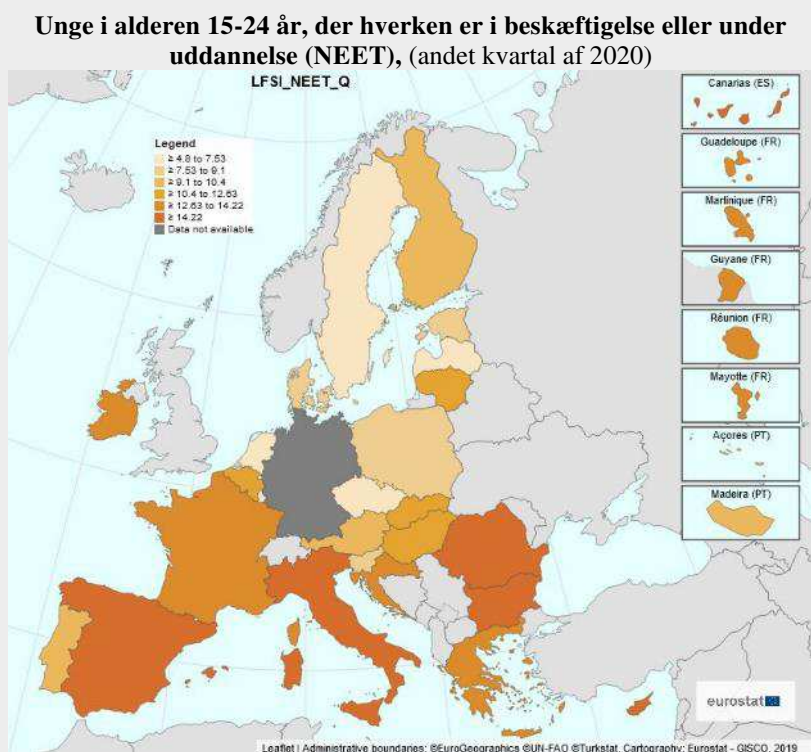 Unge i alderen 15-24 år, der hverken er i beskæftigelse eller under
uddannelse (NEET), (andet kvartal af 2020)
LFSI_NEET_Q
Legend
≥ 4.8 to 7.53
≥ 7.53 to 9.1
≥ 9.1 to 10.4
≥ 10.4 to 12.63
≥ 12.63 to 14.22
≥ 14.22
Data not available
Canarias (ES)
Guadeloupe (FR)
Martinique (FR)
Guyane (FR)
Réunion (FR)
Mayotte (FR)
Açores (PT)
Madeira (PT)
eurostat
Leaflet | Administrative boundaries: ©EuroGeographics ©UN-FAO ©Turkstat, Cartography: Eurostat - GISCO, 2018